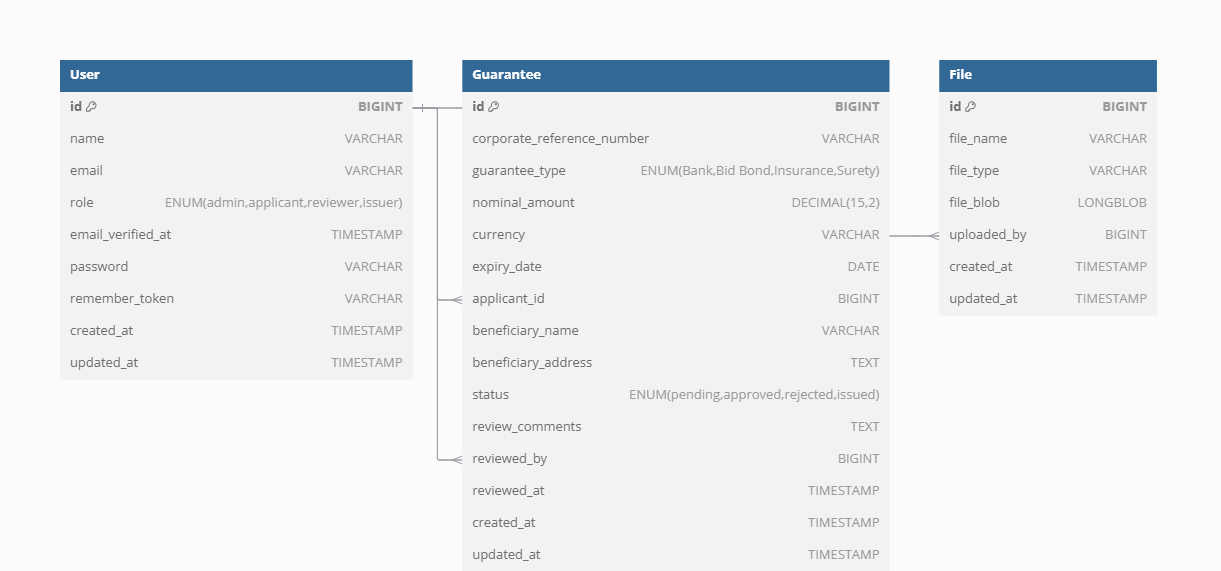 User
id BIGINT
name VARCHAR
email VARCHAR
role ENUM(admin,applicant,reviewer,issuer)
email_verified_at TIMESTAMP
password VARCHAR
remember_token VARCHAR
created_at TIMESTAMP
updated_at TIMESTAMP
Guarantee
id BIGINT
corporate_reference_number VARCHAR
guarantee_type ENUM(Bank,Bid Bond,Insurance,Surety)
nominal_amount DECIMAL(15,2)
currency VARCHAR
expiry_date DATE
applicant_id BIGINT
beneficiary_name VARCHAR
beneficiary_address TEXT
status ENUM(pending,approved,rejected,issued)
review_comments TEXT
reviewed_by BIGINT
reviewed_at TIMESTAMP
created_at TIMESTAMP
updated_at TIMESTAMP
File
id BIGINT
file_name VARCHAR
file_type VARCHAR
file_blob LONGBLOB
uploaded_by BIGINT
created_at TIMESTAMP
updated_at TIMESTAMP